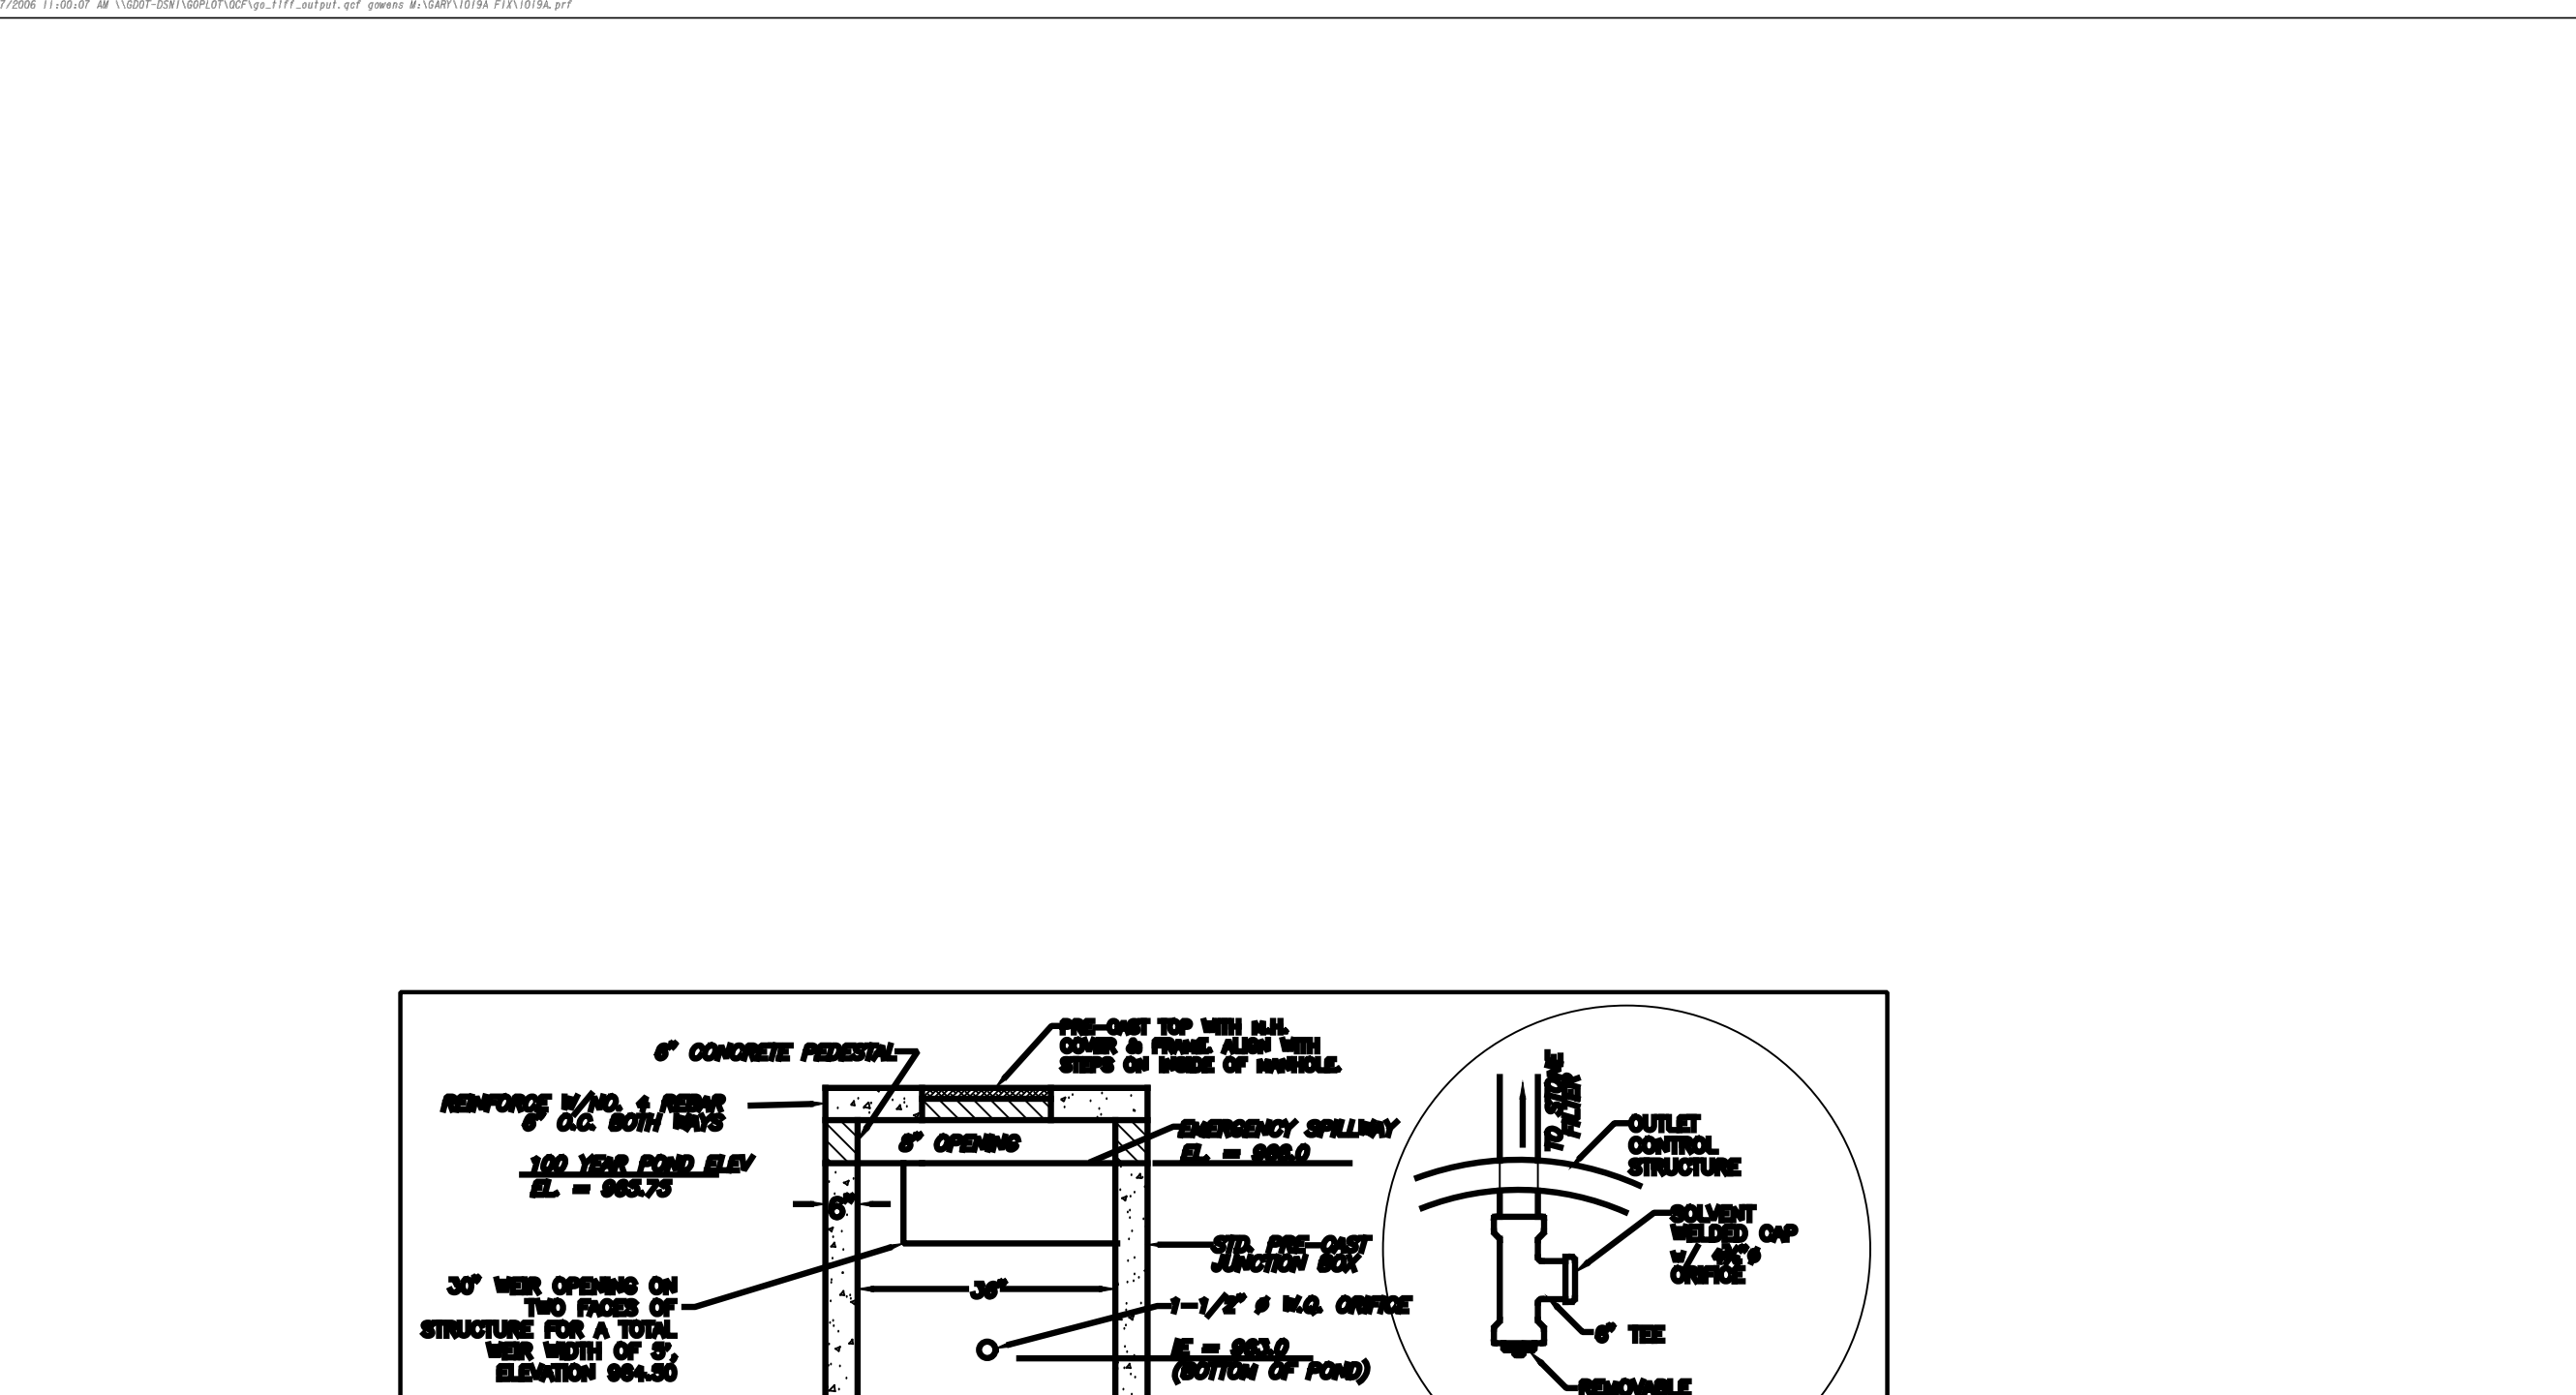 7/2006 11:00:07 AM \\GDOT-DSN1\GOPLOT\QCF\go_tiff_output.qcf gowens M:\GARY\1019A FIX\1019A.prf
PRE-CAST TOP WITH M.H.
COVER & FRAME. ALIGN WITH
STEPS ON INSIDE OF MANHOLE.
6" CONCRETE PEDESTAL
REINFORCE W/NO. 4 REBAR
6" O.C. BOTH WAYS
8" OPENING
EMERGENCY SPILLWAY
EL. = 966.0
100 YEAR POND ELEV
EL. = 965.75
6"
STD. PRE-CAST
JUNCTION BOX
36"
30" WEIR OPENING ON
TWO FACES OF
STRUCTURE FOR A TOTAL
WEIR WIDTH OF 5',
ELEVATION 964.50
1-1/2" Ø W.Q. ORIFICE
IE = 963.0
(BOTTOM OF POND)
TO STONE
FILTER
OUTLET
CONTROL
STRUCTURE
SOLVENT
WELDED CAP
w/ Ø
ORIFICE
6" TEE
REMOVABLE